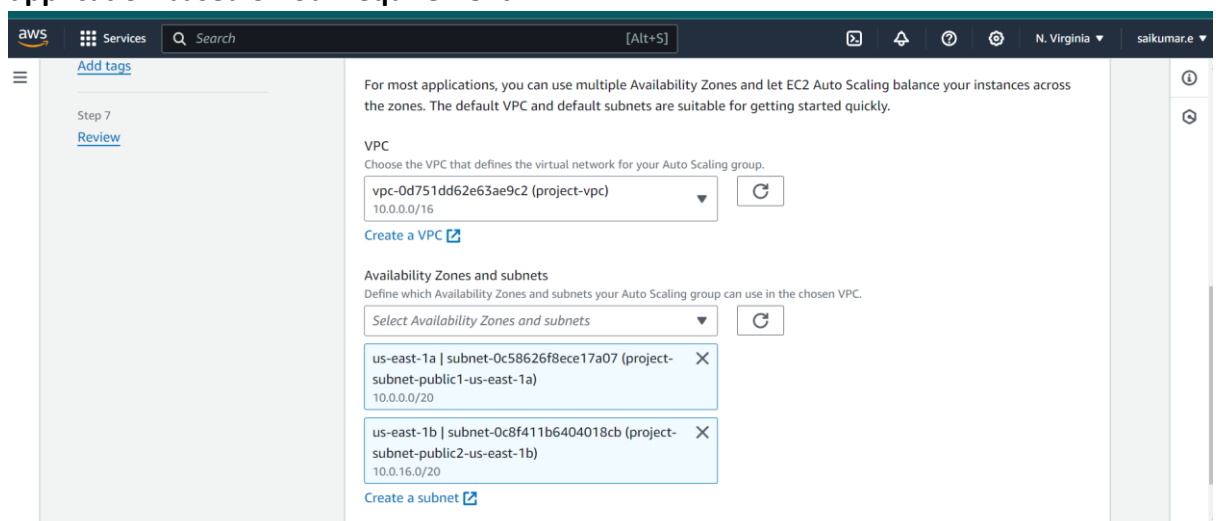 aws
Services
Search
[Alt+S]
N. Virginia ▼
saikumar.e ▼
Add tags
Step 7
Review
For most applications, you can use multiple Availability Zones and let EC2 Auto Scaling balance your instances across
the zones. The default VPC and default subnets are suitable for getting started quickly.
VPC
Choose the VPC that defines the virtual network for your Auto Scaling group.
vpc-0d751dd62e63ae9c2 (project-vpc)
10.0.0.0/16
Create a VPC
Availability Zones and subnets
Define which Availability Zones and subnets your Auto Scaling group can use in the chosen VPC.
Select Availability Zones and subnets
us-east-1a | subnet-0c58626f8ece17a07 (project-
subnet-public1-us-east-1a)
10.0.0.0/20
us-east-1b | subnet-0c8f411b6404018cb (project-
subnet-public2-us-east-1b)
10.0.16.0/20
Create a subnet